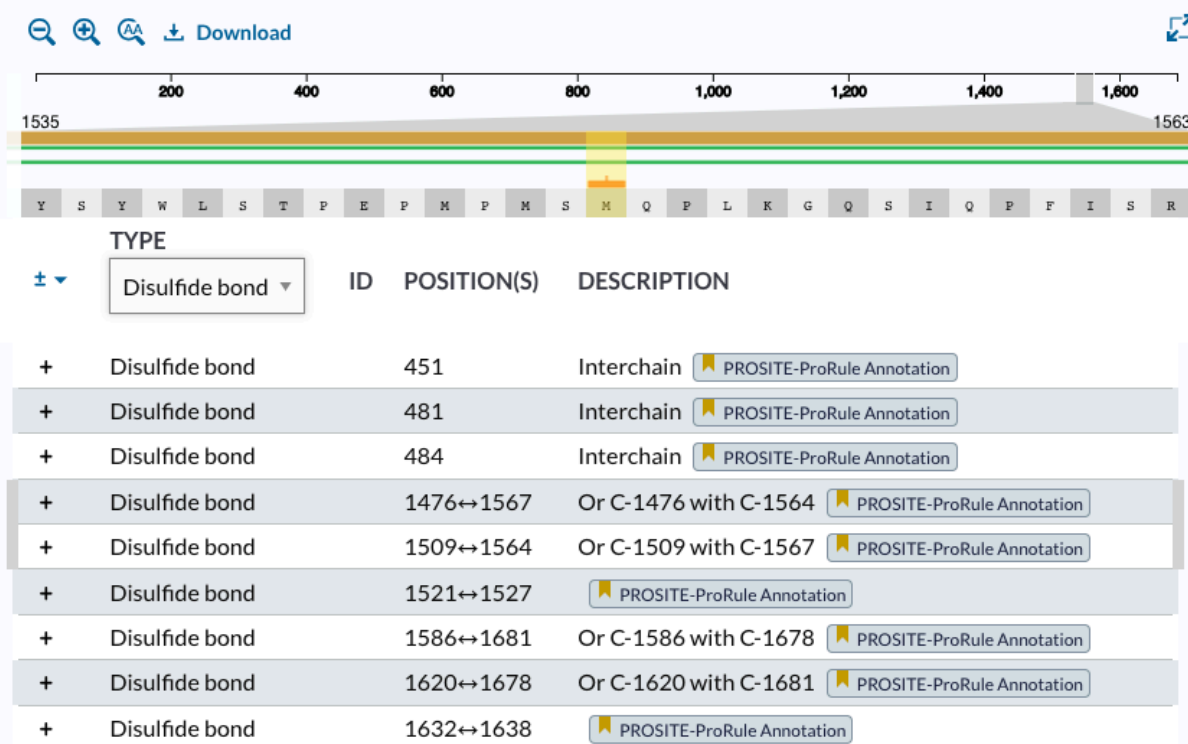 AA Download
200 400 600 800 1,000 1,200 1,400 1,600
1535 1563
Y S Y W L S T P E P M P M S M Q P L K G Q S I Q P F I S R
TYPE
± Disulfide bond ID POSITION(S) DESCRIPTION
+ Disulfide bond 451 Interchain PROSITE-ProRule Annotation
+ Disulfide bond 481 Interchain PROSITE-ProRule Annotation
+ Disulfide bond 484 Interchain PROSITE-ProRule Annotation
+ Disulfide bond 1476↔1567 Or C-1476 with C-1564 PROSITE-ProRule Annotation
+ Disulfide bond 1509↔1564 Or C-1509 with C-1567 PROSITE-ProRule Annotation
+ Disulfide bond 1521↔1527 PROSITE-ProRule Annotation
+ Disulfide bond 1586↔1681 Or C-1586 with C-1678 PROSITE-ProRule Annotation
+ Disulfide bond 1620↔1678 Or C-1620 with C-1681 PROSITE-ProRule Annotation
+ Disulfide bond 1632↔1638 PROSITE-ProRule Annotation